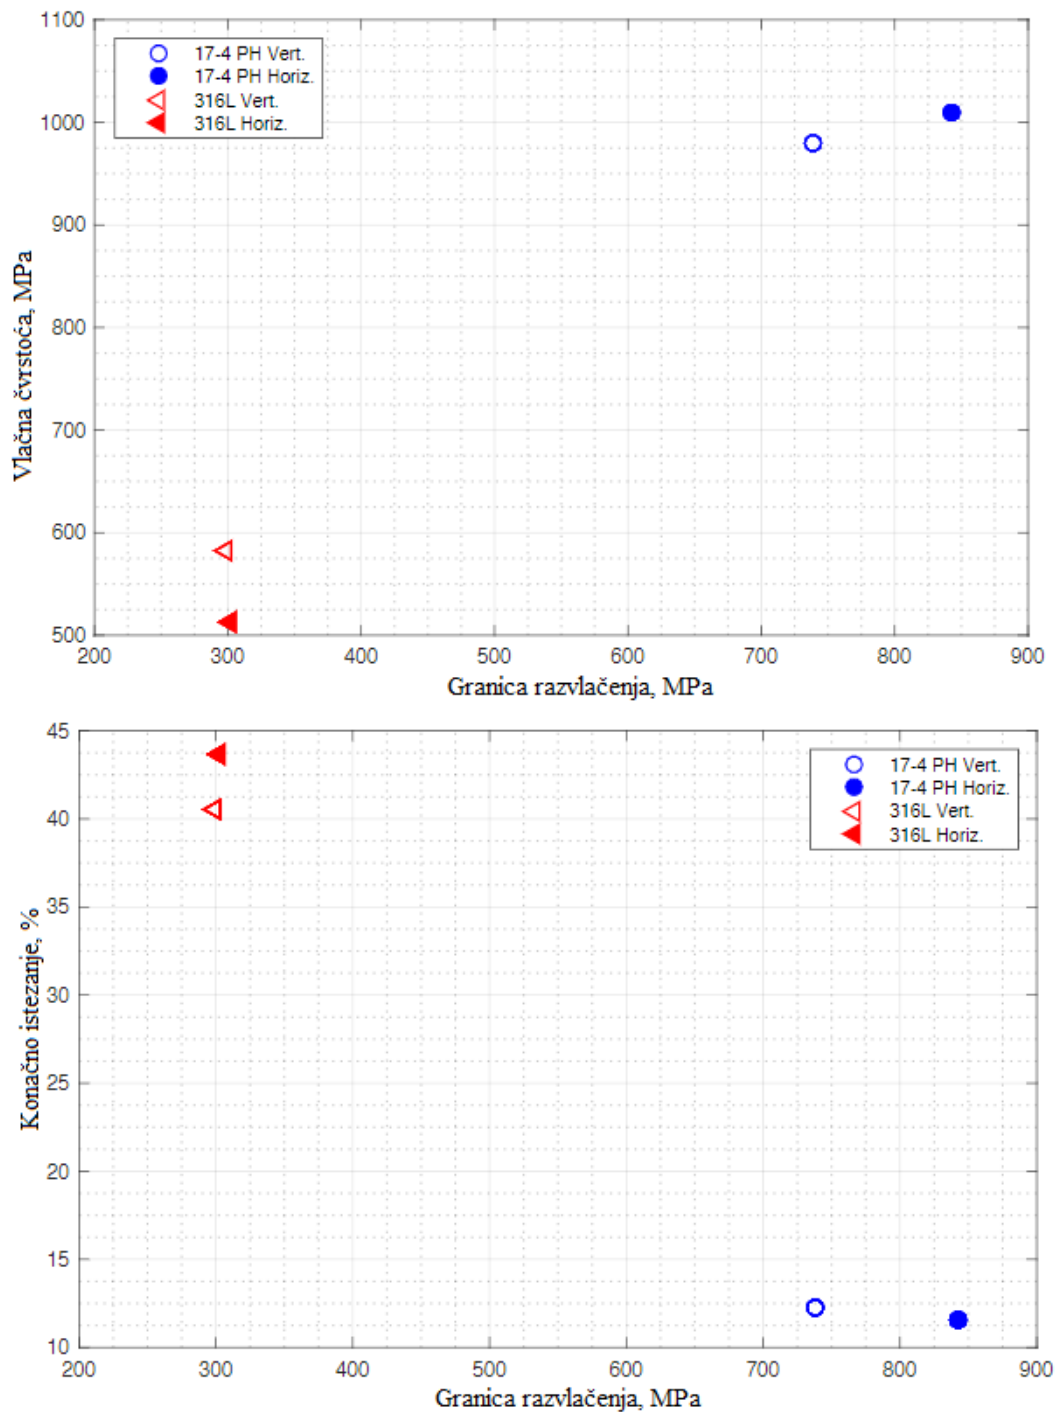 1100
1000
900
800
700
600
500
Vlačna čvrstoća, MPa
17-4 PH Vert.
17-4 PH Horiz.
316L Vert.
316L Horiz.
200 300 400 500 600 700 800 900
Granica razvlačenja, MPa
45
40
35
30
25
20
15
10
Konačno istezanje, %
17-4 PH Vert.
17-4 PH Horiz.
316L Vert.
316L Horiz.
200 300 400 500 600 700 800 900
Granica razvlačenja, MPa